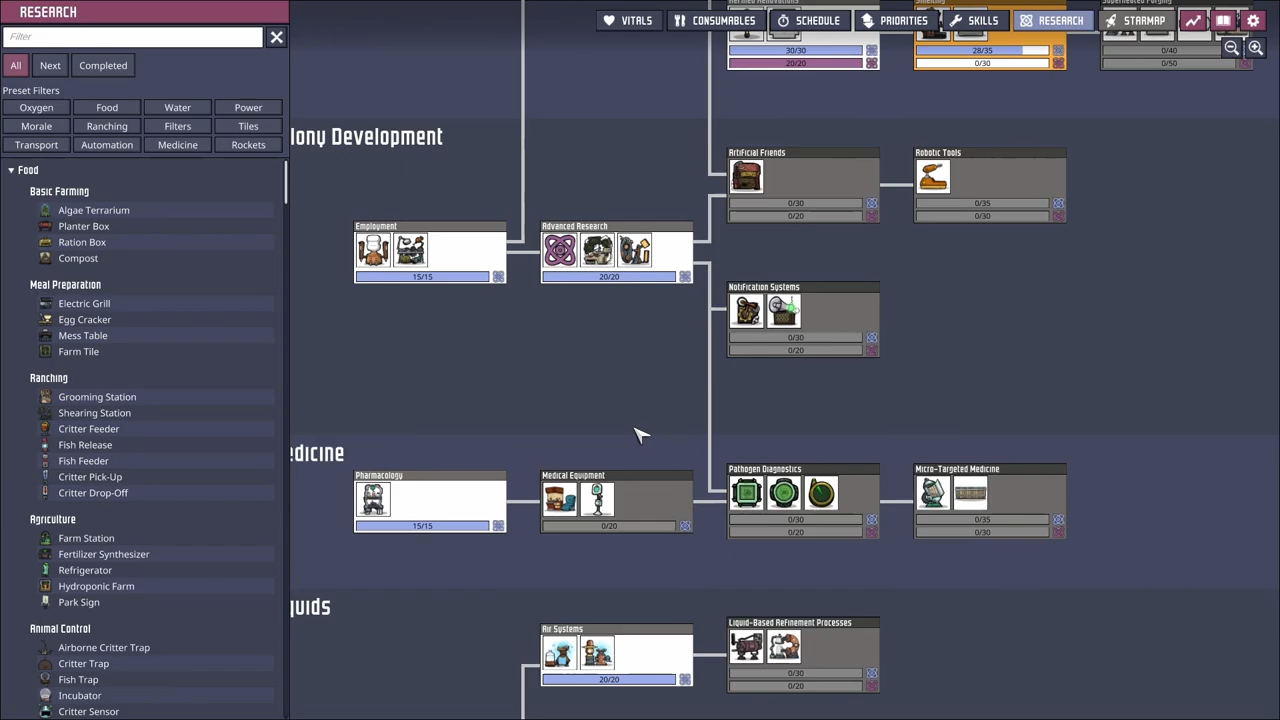 RESEARCH
VITALS
CONSUMABLES
SCHEDULE
PRIORITIES
SKILLS
RESEARCH
STARMAP
Filter
All
Next
Completed
Preset Filters
Oxygen
Food
Water
Power
Morale
Ranching
Filters
Tiles
Transport
Automation
Medicine
Rockets
Food
Basic Farming
Algae Terrarium
Planter Box
Ration Box
Compost
Meal Preparation
Electric Grill
Egg Cracker
Mess Table
Farm Tile
Ranching
Grooming Station
Shearing Station
Critter Feeder
Fish Release
Fish Feeder
Critter Pick-Up
Critter Drop-Off
Agriculture
Farm Station
Fertilizer Synthesizer
Refrigerator
Hydroponic Farm
Park Sign
Animal Control
Airborne Critter Trap
Critter Trap
Fish Trap
Incubator
Critter Sensor
30/30
20/20
28/35
0/30
0/40
0/50
lony Development
Artificial Friends
0/30
0/20
Robotic Tools
0/35
0/30
Employment
15/15
Advanced Research
20/20
Notification Systems
0/30
0/20
edicine
Pharmacology
15/15
Medical Equipment
0/20
Pathogen Diagnostics
0/30
0/20
Micro-Targeted Medicine
0/35
0/30
quids
Air Systems
20/20
Liquid-Based Refinement Processes
0/30
0/20